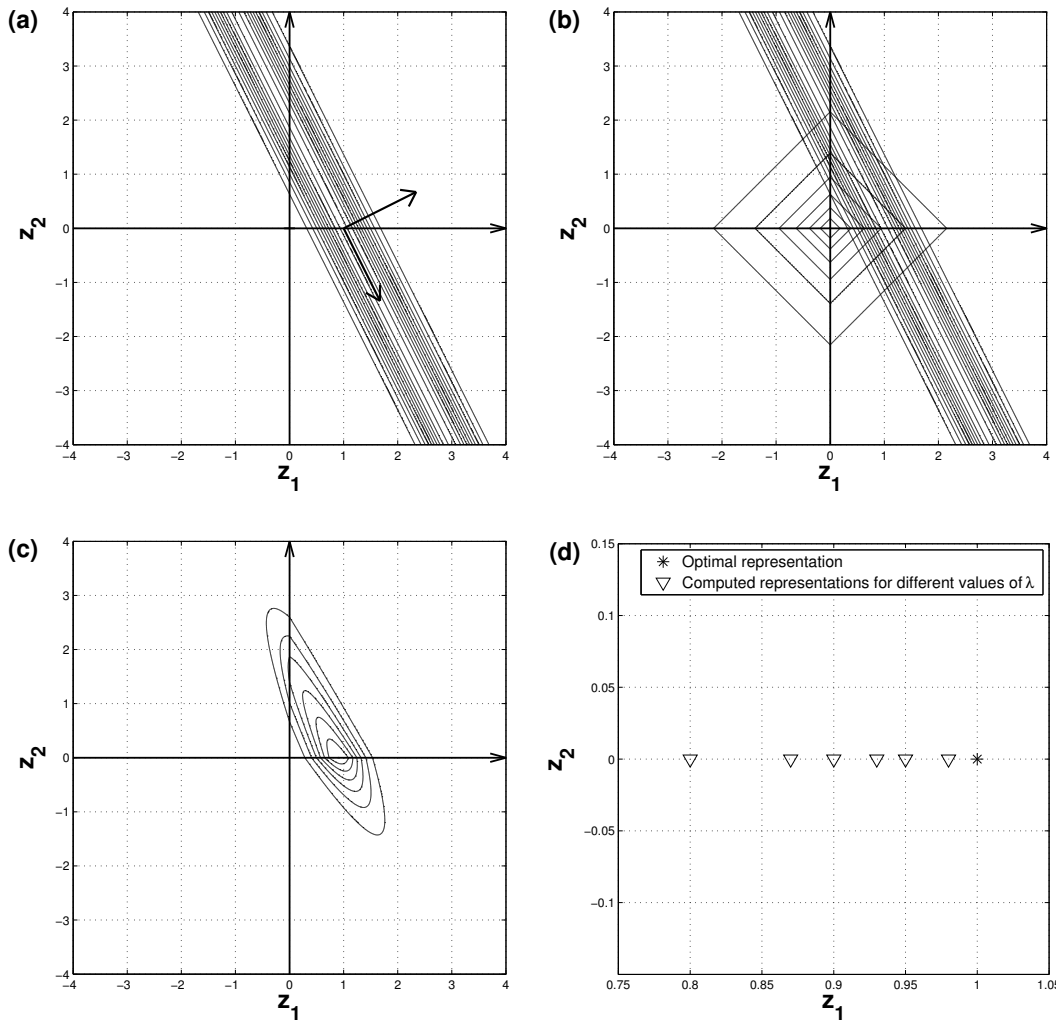 (a)
4
3
2
1
0
−1
−2
−3
−4
z2
−4 −3 −2 −1 0 1 2 3 4
z1
(b)
4
3
2
1
0
−1
−2
−3
−4
z2
−4 −3 −2 −1 0 1 2 3 4
z1
(c)
4
3
2
1
0
−1
−2
−3
−4
z2
−4 −3 −2 −1 0 1 2 3 4
z1
(d)
Optimal representation
Computed representations for different values of λ
0.15
0.1
0.05
0
−0.05
−0.1
z2
0.75 0.8 0.85 0.9 0.95 1 1.05
z1